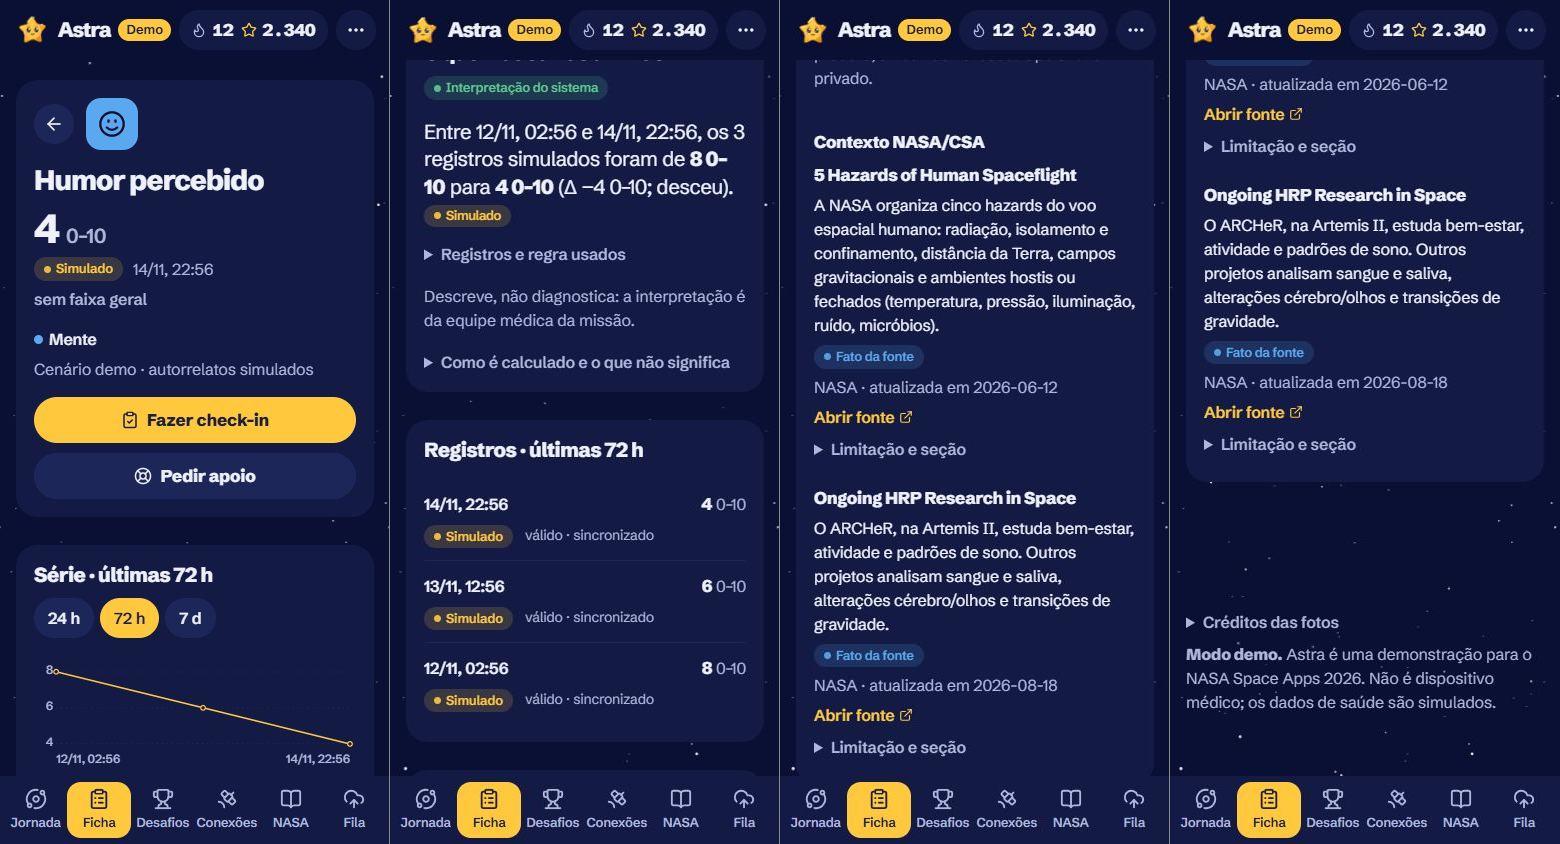 Astra Demo 12 2.340
Humor percebido
4 0-10
Simulado 14/11, 22:56
sem faixa geral
Mente
Cenário demo · autorrelatos simulados
Fazer check-in
Pedir apoio
Série · últimas 72 h
24 h 72 h 7 d
8
6
4
12/11, 02:56 14/11, 22:56
Jornada Ficha Desafios Conexões NASA Fila
Astra Demo 12 2.340
Interpretação do sistema
Entre 12/11, 02:56 e 14/11, 22:56, os 3
registros simulados foram de 8 0-
10 para 4 0-10 (Δ −4 0-10; desceu).
Simulado
Registros e regra usados
Descreve, não diagnostica: a interpretação é
da equipe médica da missão.
Como é calculado e o que não significa
Registros · últimas 72 h
14/11, 22:56 4 0-10
Simulado válido · sincronizado
13/11, 12:56 6 0-10
Simulado válido · sincronizado
12/11, 02:56 8 0-10
Simulado válido · sincronizado
Jornada Ficha Desafios Conexões NASA Fila
Astra Demo 12 2.340
privado.
Contexto NASA/CSA
5 Hazards of Human Spaceflight
A NASA organiza cinco hazards do voo
espacial humano: radiação, isolamento e
confinamento, distância da Terra, campos
gravitacionais e ambientes hostis ou
fechados (temperatura, pressão, iluminação,
ruído, micróbios).
Fato da fonte
NASA · atualizada em 2026-06-12
Abrir fonte
Limitação e seção
Ongoing HRP Research in Space
O ARCHeR, na Artemis II, estuda bem-estar,
atividade e padrões de sono. Outros
projetos analisam sangue e saliva,
alterações cérebro/olhos e transições de
gravidade.
Fato da fonte
NASA · atualizada em 2026-08-18
Abrir fonte
Limitação e seção
Jornada Ficha Desafios Conexões NASA Fila
Astra Demo 12 2.340
NASA · atualizada em 2026-06-12
Abrir fonte
Limitação e seção
Ongoing HRP Research in Space
O ARCHeR, na Artemis II, estuda bem-estar,
atividade e padrões de sono. Outros
projetos analisam sangue e saliva,
alterações cérebro/olhos e transições de
gravidade.
Fato da fonte
NASA · atualizada em 2026-08-18
Abrir fonte
Limitação e seção
Créditos das fotos
Modo demo. Astra é uma demonstração para o
NASA Space Apps 2026. Não é dispositivo
médico; os dados de saúde são simulados.
Jornada Ficha Desafios Conexões NASA Fila